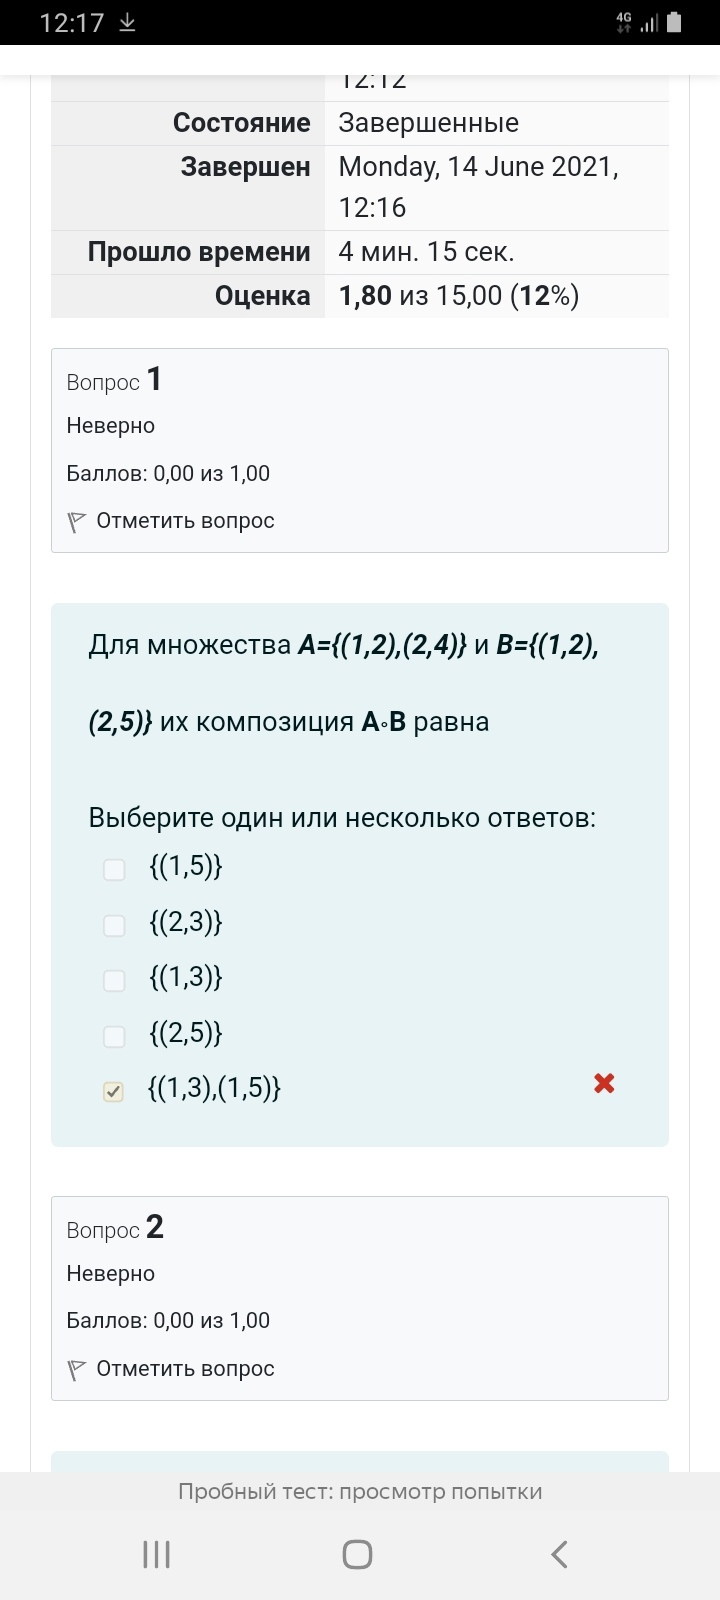 12:17
4G
12:12
Состояние Завершенные
Завершен Monday, 14 June 2021,
12:16
Прошло времени 4 мин. 15 сек.
Оценка 1,80 из 15,00 (12%)
Вопрос 1
Неверно
Баллов: 0,00 из 1,00
Отметить вопрос
Для множества A={(1,2),(2,4)} и B={(1,2),
(2,5)} их композиция A∘B равна
Выберите один или несколько ответов:
{(1,5)}
{(2,3)}
{(1,3)}
{(2,5)}
{(1,3),(1,5)}
Вопрос 2
Неверно
Баллов: 0,00 из 1,00
Отметить вопрос
Пробный тест: просмотр попытки